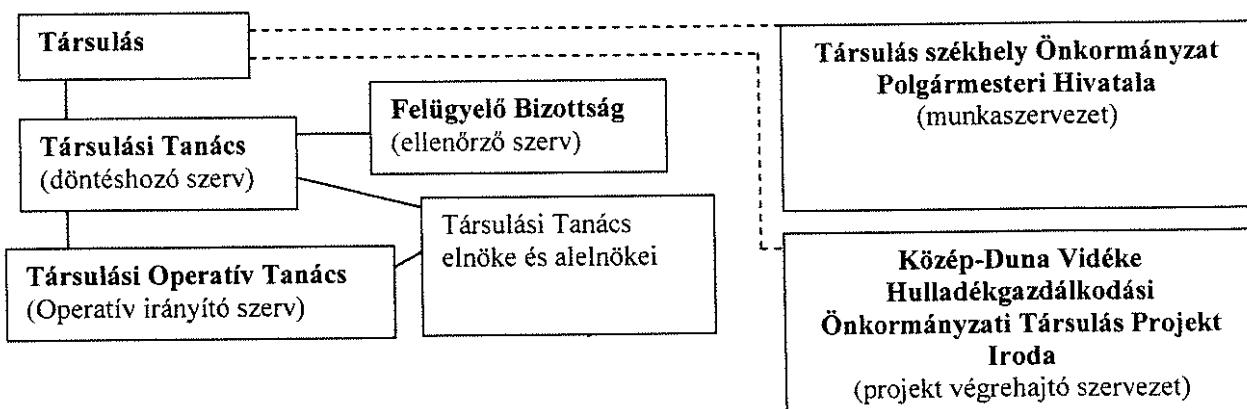 Társulás
Társulási Tanács
(döntéshozó szerv)
Társulási Operatív Tanács
(Operatív irányító szerv)
Felügyelő Bizottság
(ellenőrző szerv)
Társulási Tanács
elnöke és alelnökei
Társulás székhely Önkormányzat
Polgármesteri Hivatala
(munkaszervezet)
Közép-Duna Vidéke
Hulladékgazdálkodási
Önkormányzati Társulás Projekt
Iroda
(projekt végrehajtó szervezet)